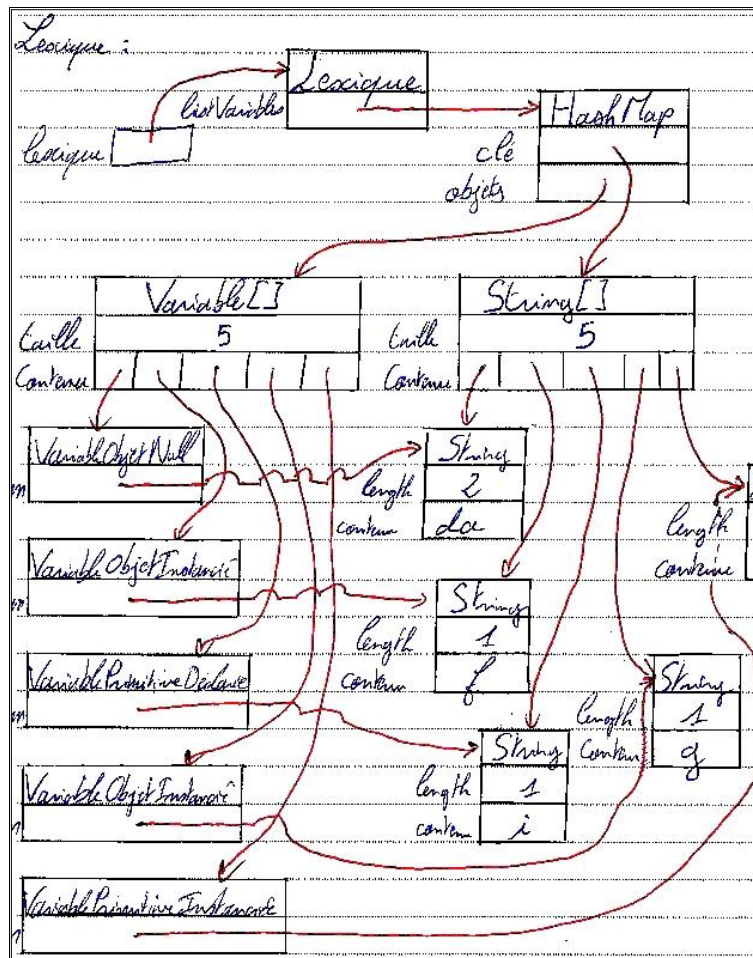 Lexique :
Lexique
listVariables
HashMap
lexique
clé
objets
Variable[]
String[]
taille 5
taille 5
Contenu
Contenu
VariableObjetNull
String
length 2
contenu da
length
contenu
VariableObjetInstancié
String
length 1
contenu f
VariablePrimitiveDeclare
String
length 1
Contenu g
String
length 1
contenu i
VariableObjetInstancié
VariablePrimitiveInstanciée